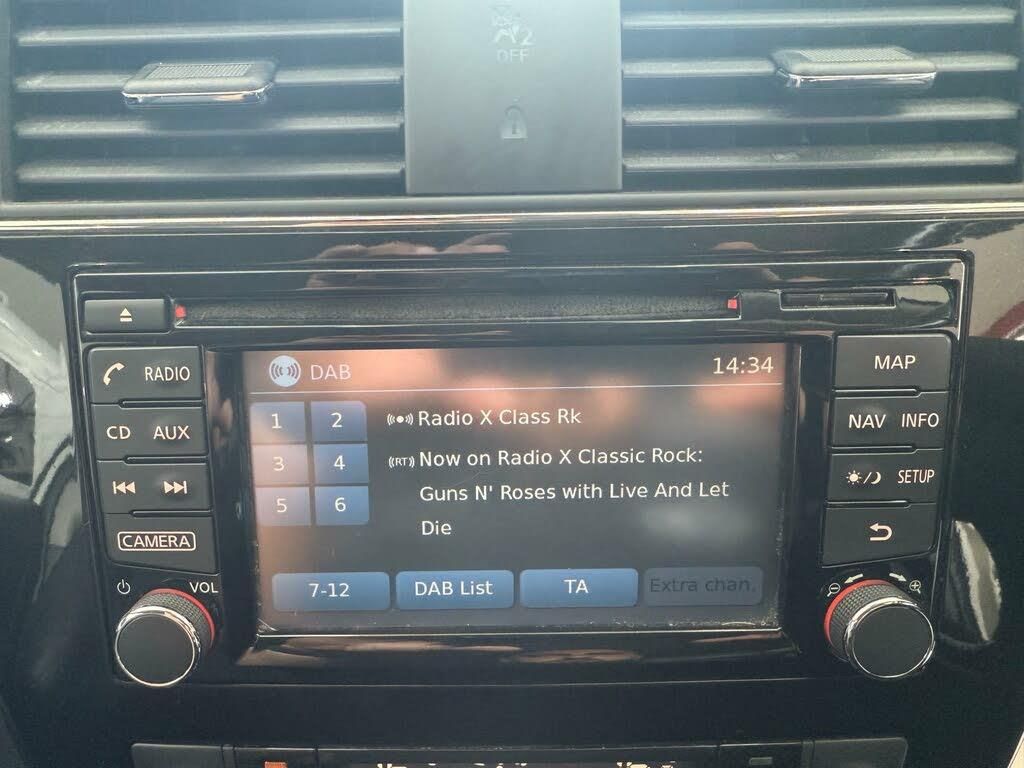 2
OFF
RADIO
CD AUX
CAMERA
VOL
DAB
14:34
1 2
3 4
5 6
Radio X Class Rk
((RT)) Now on Radio X Classic Rock:
Guns N' Roses with Live And Let
Die
7-12
DAB List
TA
Extra chan.
MAP
NAV INFO
SETUP